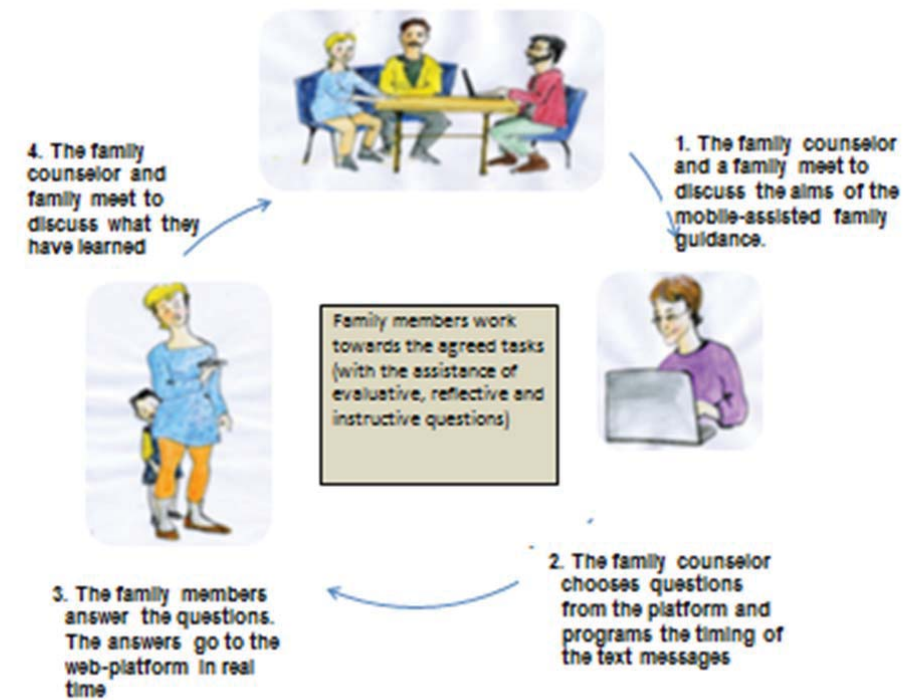 1. The family counselor
and a family meet to
discuss the aims of the
mobile-assisted family
guidance.
2. The family counselor
chooses questions
from the platform and
programs the timing of
the text messages
3. The family members
answer the questions.
The answers go to the
web-platform in real
time
4. The family
counselor and
family meet to
discuss what they
have learned
Family members work
towards the agreed tasks
(with the assistance of
evaluative, reflective and
instructive questions)